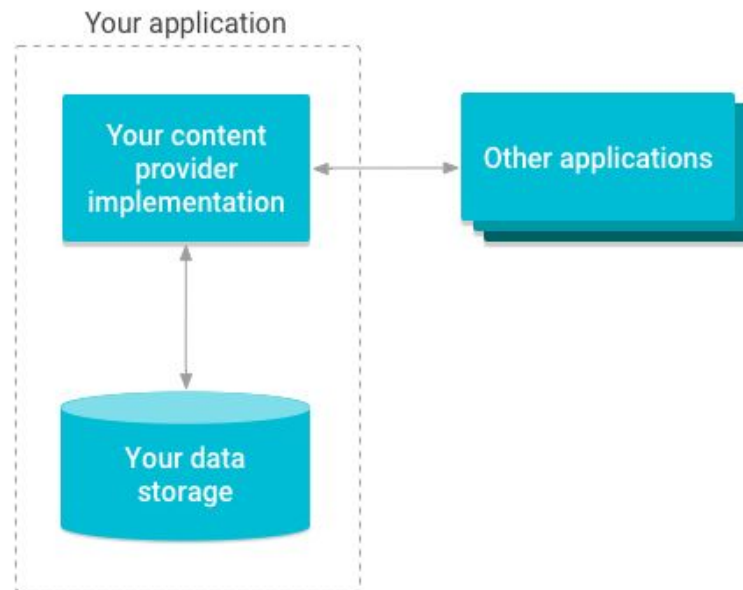 Your application
Your content
provider
implementation
Other applications
Your data
storage